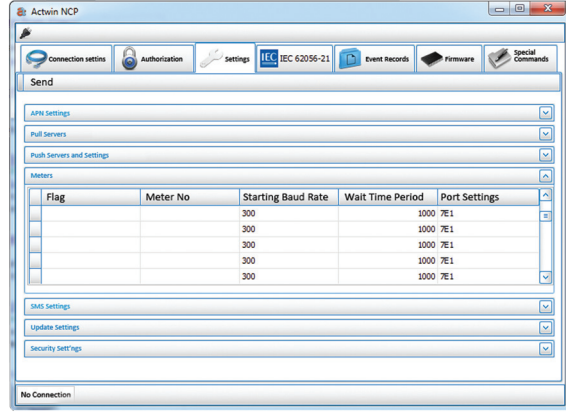 Actwin NCP
Connection settins Authorization Settings IEC IEC 62056-21 Event Records Firmware Special Commands
Send
APN Settings
Pull Servers
Push Servers and Settings
Meters
Flag Meter No Starting Baud Rate Wait Time Period Port Settings
300 1000 7E1
300 1000 7E1
300 1000 7E1
300 1000 7E1
300 1000 7E1
SMS Settings
Update Settings
Security Sett'ngs
No Connection